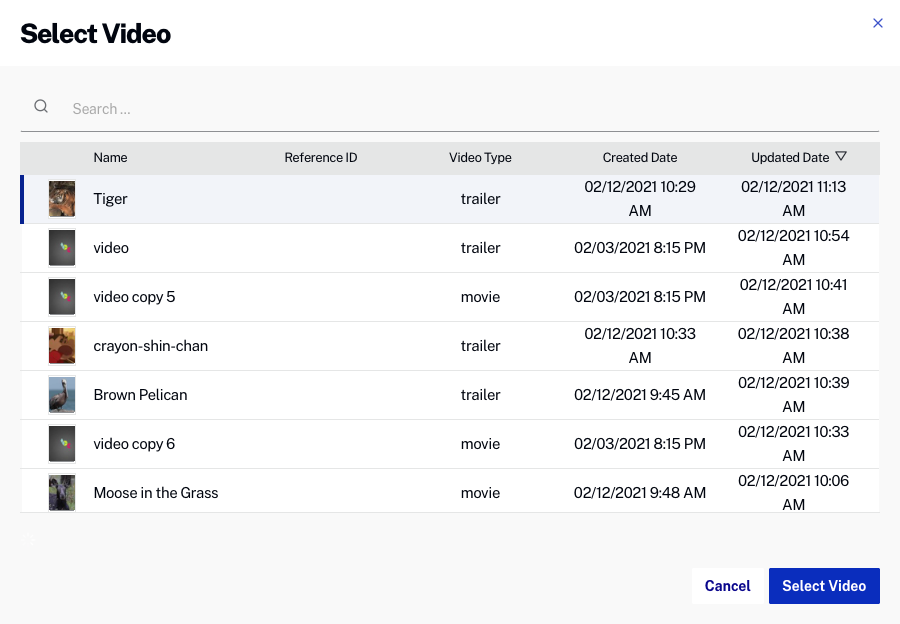 Select Video
Search ...
Name Reference ID Video Type Created Date Updated Date
Tiger trailer 02/12/2021 10:29 AM 02/12/2021 11:13 AM
video trailer 02/03/2021 8:15 PM 02/12/2021 10:54 AM
video copy 5 movie 02/03/2021 8:15 PM 02/12/2021 10:41 AM
crayon-shin-chan trailer 02/12/2021 10:33 AM 02/12/2021 10:38 AM
Brown Pelican trailer 02/12/2021 9:45 AM 02/12/2021 10:39 AM
video copy 6 movie 02/03/2021 8:15 PM 02/12/2021 10:33 AM
Moose in the Grass movie 02/12/2021 9:48 AM 02/12/2021 10:06 AM
Cancel Select Video